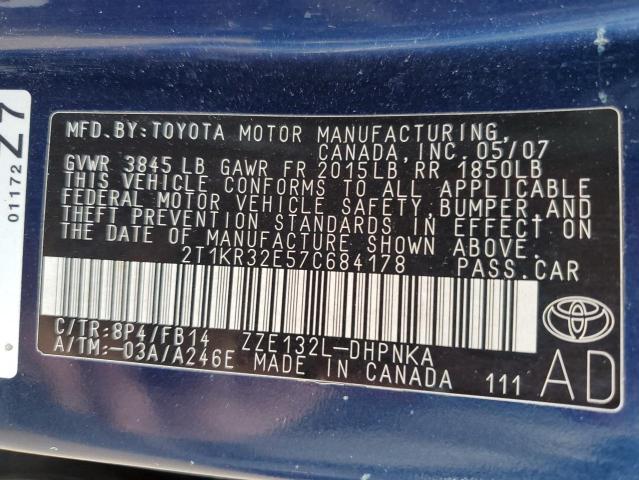 Z7
01172
MFD.BY:TOYOTA MOTOR MANUFACTURING,
CANADA, INC. 05/07
GVWR 3845 LB GAWR FR 2015LB RR 1850LB
THIS VEHICLE CONFORMS TO ALL APPLICABLE
FEDERAL MOTOR VEHICLE SAFETY,BUMPER,AND
THEFT PREVENTION STANDARDS IN EFFECT ON
THE DATE OF MANUFACTURE SHOWN ABOVE.
2T1KR32E57C684178 PASS.CAR
C/TR:8P4/FB14 ZZE132L-DHPNKA
A/TM:-03A/A246E MADE IN CANADA 111
AD